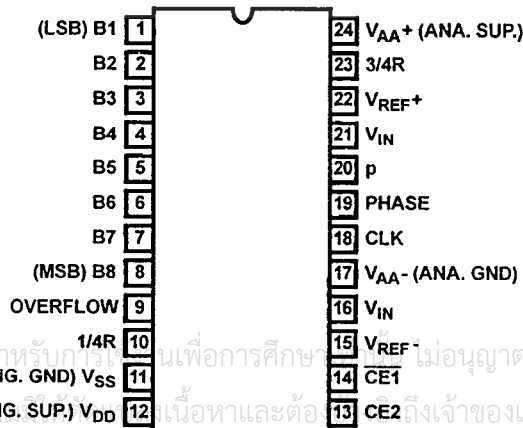 (LSB) B1 1
B2 2
B3 3
B4 4
B5 5
B6 6
B7 7
(MSB) B8 8
OVERFLOW 9
1/4R 10
IG. GND) VSS 11
IG. SUP.) VDD 12
24 VAA+ (ANA. SUP.)
23 3/4R
22 VREF+
21 VIN
20 p
19 PHASE
18 CLK
17 VAA- (ANA. GND)
16 VIN
15 VREF-
14 CE1
13 CE2